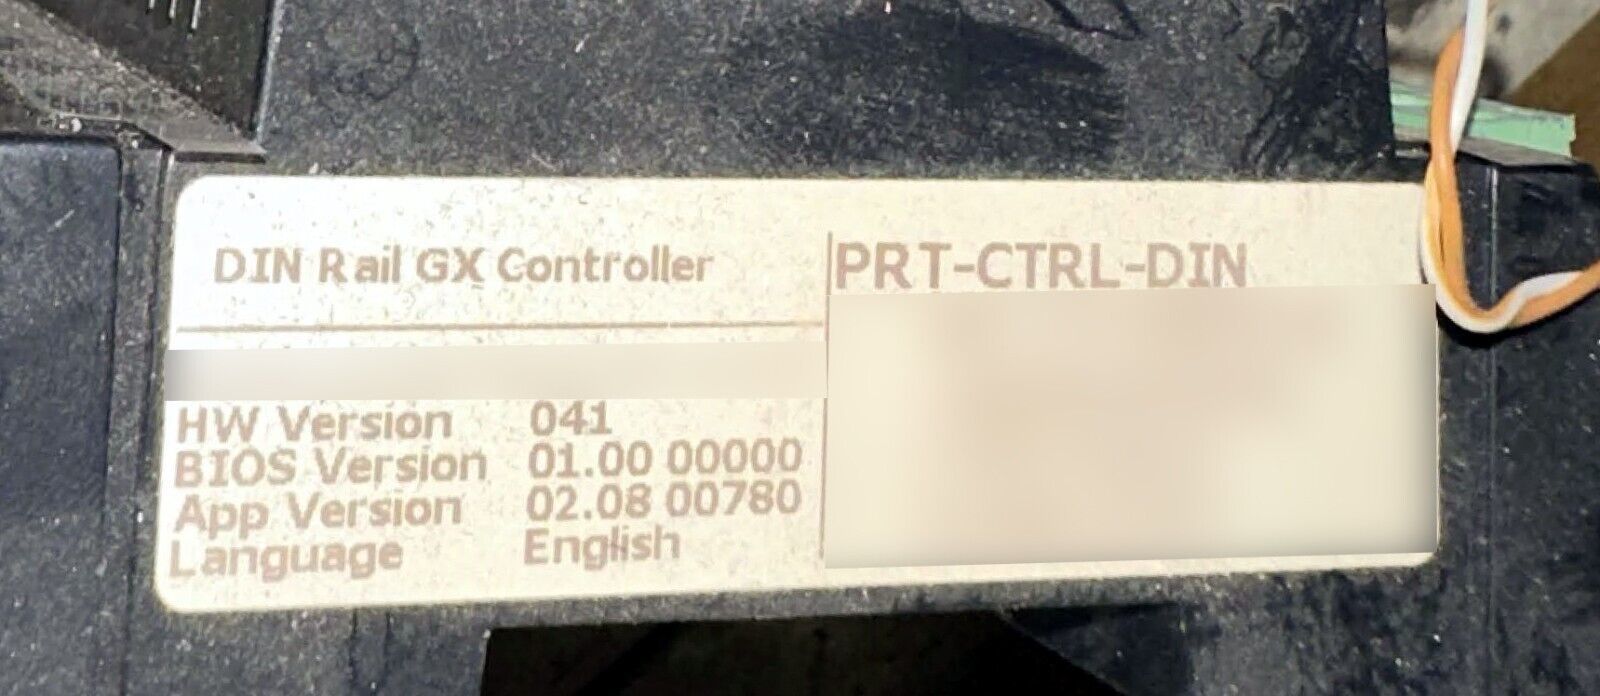 DIN Rail GX Controller
PRT-CTRL-DIN
HW Version 041
BIOS Version 01.00 00000
App Version 02.08 00780
Language English